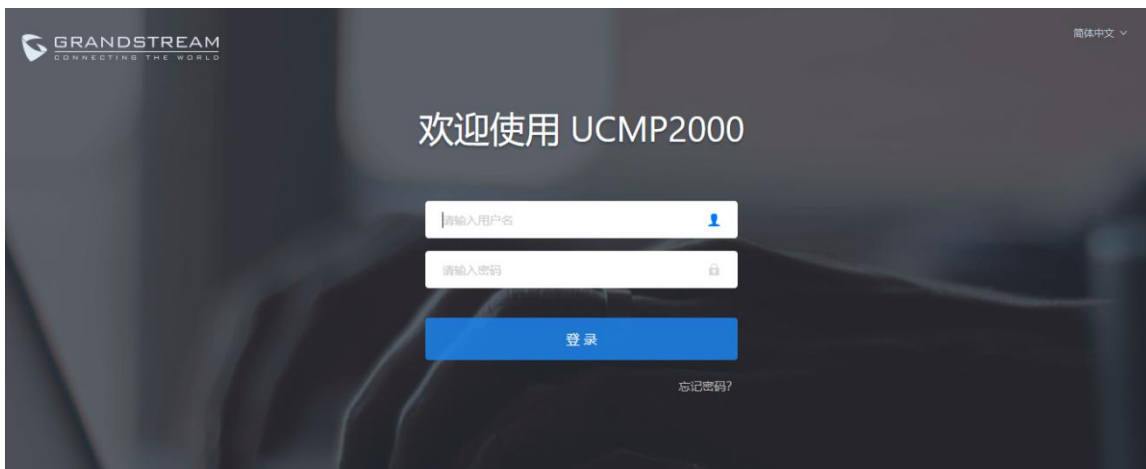 GRANDSTREAM
CONNECTING THE WORLD
简体中文
欢迎使用 UCMP2000
请输入用户名
请输入密码
登 录
忘记密码?